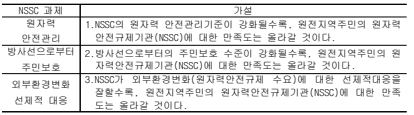 NSSC 과제 가설
원자력 안전관리
1.NSSC의 원자력 안전관리기준이 강화될수록, 원전지역주민의 원자력
안전규제기관(NSSC)에 대한 만족도는 올라갈 것이다.
방사선으로부터 주민보호
2.방사선으로부터의 주민보호 수준이 강화될수록, 원전지역주민의 원
자력안전규제기관(NSSC)에 대한 만족도는 올라갈 것이다.
외부환경변화 선제적 대응
3.NSSC가 외부환경변화(원자력안전규제 수요)에 대한 선제적대응을
잘할수록, 원전지역주민의 원자력안전규제기관(NSSC)에 대한 만족
도는 올라갈 것이다.